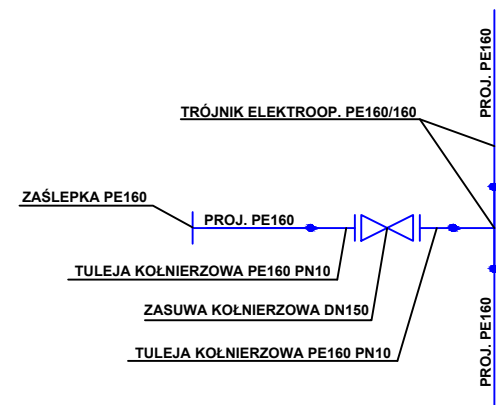 PROJ. PE160
TRÓJNIK ELEKTROOP. PE160/160
ZAŚLEPKA PE160
PROJ. PE160
TULEJA KOŁNIERZOWA PE160 PN10
ZASUWA KOŁNIERZOWA DN150
TULEJA KOŁNIERZOWA PE160 PN10
PROJ. PE160